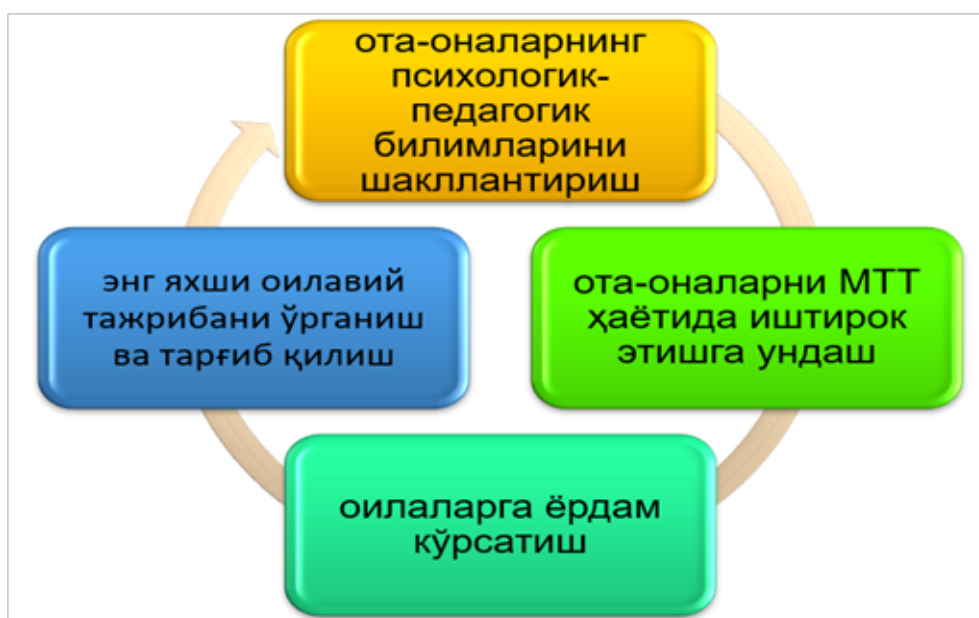 ота-оналарнинг
психологик-
педагогик
билимларини
шакллантириш
ота-оналарни МТТ
ҳаётида иштирок
этишга ундаш
оилаларга ёрдам
кўрсатиш
энг яхши оилавий
тажрибани ўрганиш
ва тарғиб қилиш